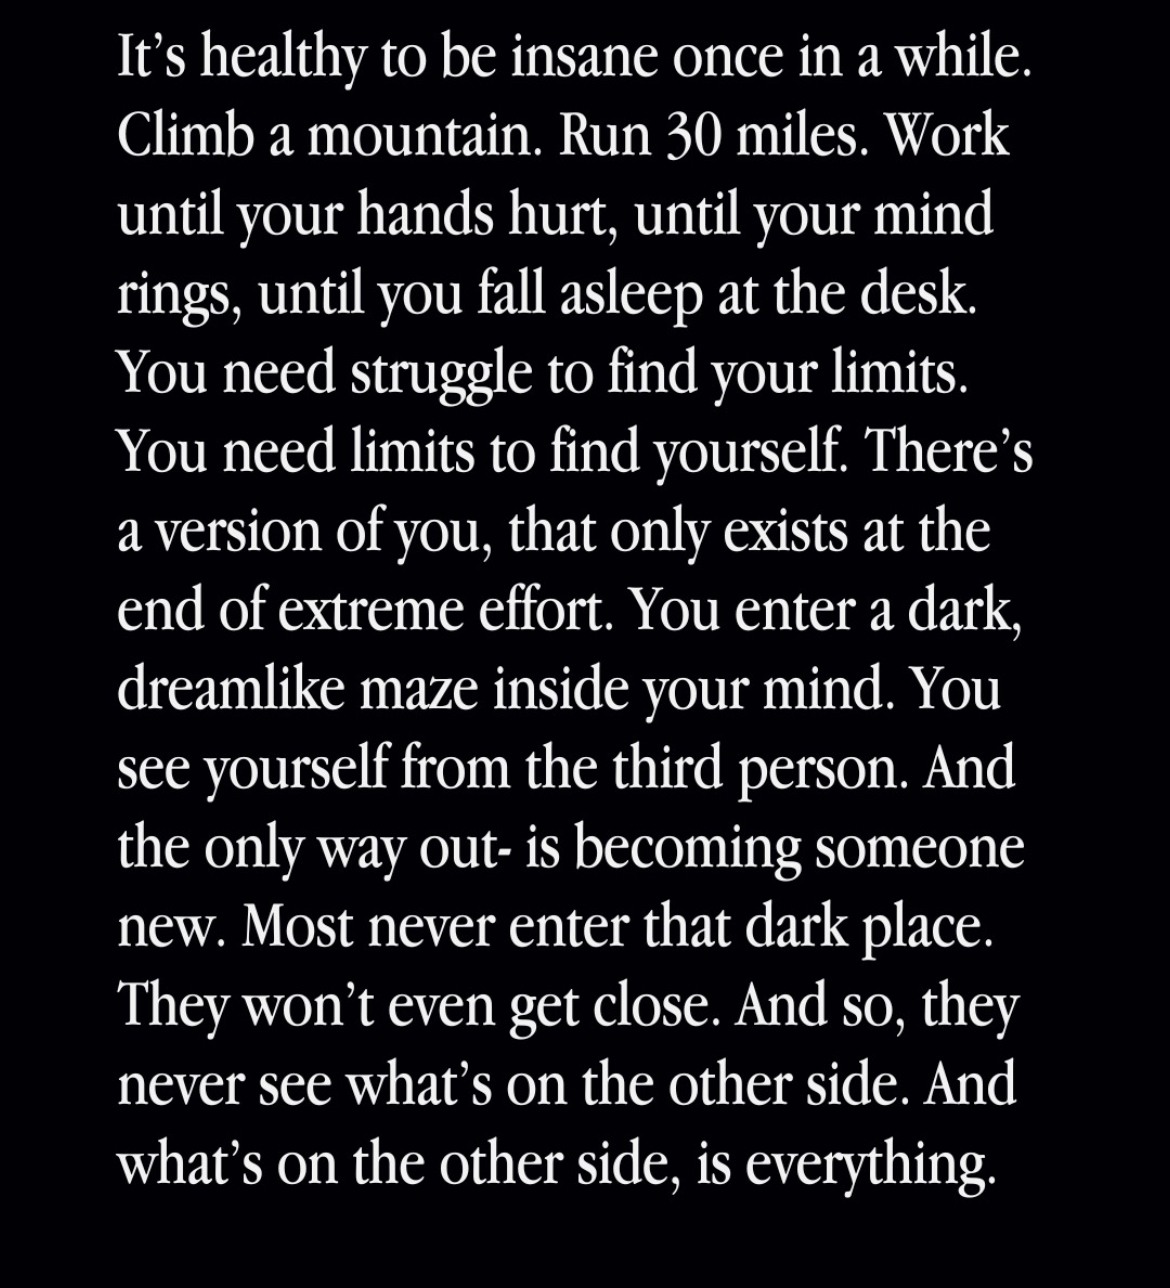 It’s healthy to be insane once in a while.
Climb a mountain. Run 30 miles. Work
until your hands hurt, until your mind
rings, until you fall asleep at the desk.
You need struggle to find your limits.
You need limits to find yourself. There’s
a version of you, that only exists at the
end of extreme effort. You enter a dark,
dreamlike maze inside your mind. You
see yourself from the third person. And
the only way out- is becoming someone
new. Most never enter that dark place.
They won’t even get close. And so, they
never see what’s on the other side. And
what’s on the other side, is everything.